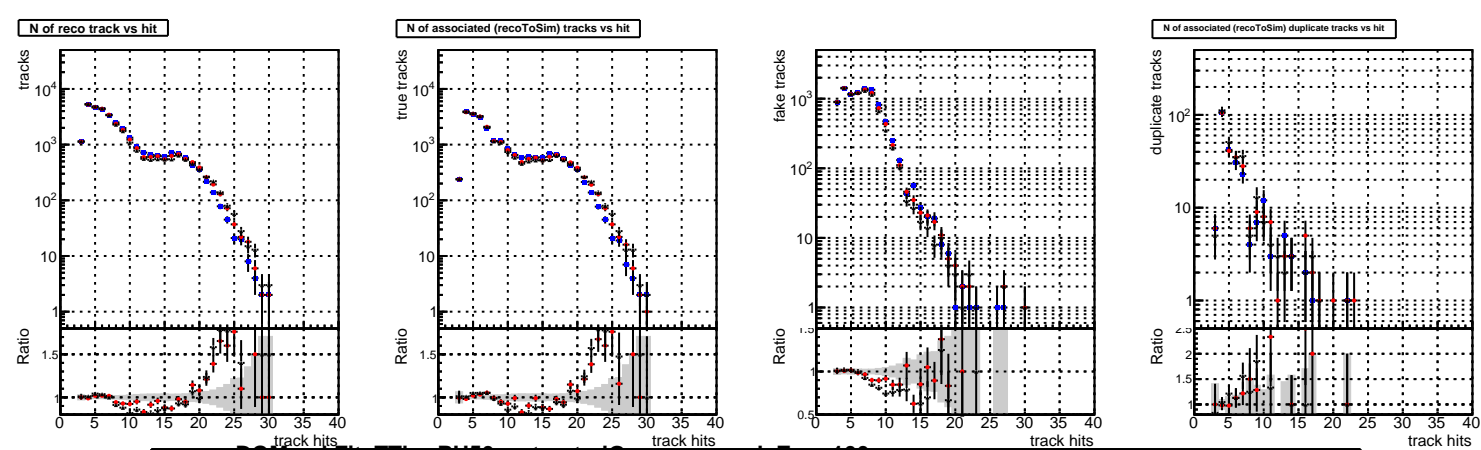 N of reco track vs hit
N of associated (recoToSim) tracks vs hit
N of associated (recoToSim) duplicate tracks vs hit
tracks
10⁴
10³
10²
10
1
Ratio
1.5
1
0 5 10 15 20 25 30 35 40
track hits
true tracks
10⁴
10³
10²
10
1
Ratio
1.5
1
0 5 10 15 20 25 30 35 40
track hits
fake tracks
10³
10²
10
1
Ratio
1.5
1
0.5
0 5 10 15 20 25 30 35 40
track hits
duplicate tracks
10²
10
1
Ratio
2.5
2
1.5
1
0 5 10 15 20 25 30 35 40
track hits